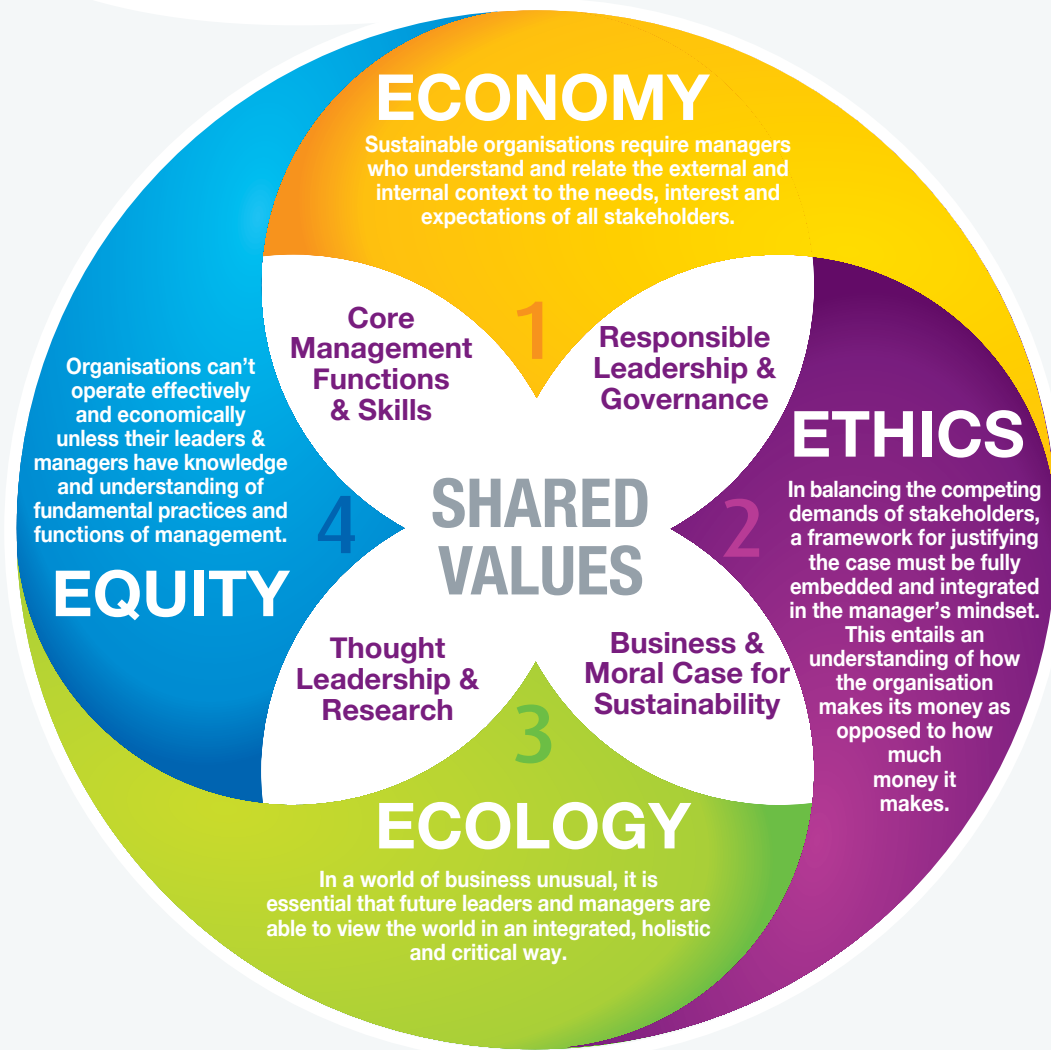 ECONOMY
Sustainable organisations require managers
who understand and relate the external and
internal context to the needs, interest and
expectations of all stakeholders.
1
Core
Management
Functions
& Skills
Responsible
Leadership &
Governance
ETHICS
In balancing the competing
demands of stakeholders,
a framework for justifying
the case must be fully
embedded and integrated
in the manager's mindset.
This entails an
understanding of how
the organisation
makes its money as
opposed to how
much
money it
makes.
2
SHARED
VALUES
Organisations can't
operate effectively
and economically
unless their leaders &
managers have knowledge
and understanding of
fundamental practices and
functions of management.
4
EQUITY
Thought
Leadership &
Research
Business &
Moral Case for
Sustainability
3
ECOLOGY
In a world of business unusual, it is
essential that future leaders and managers are
able to view the world in an integrated, holistic
and critical way.